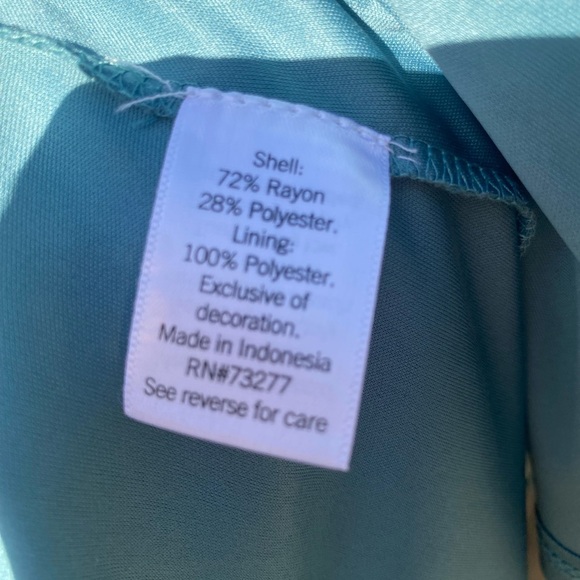 Shell:
72% Rayon
28% Polyester.
Lining:
100% Polyester.
Exclusive of
decoration.
Made in Indonesia
RN#73277
See reverse for care